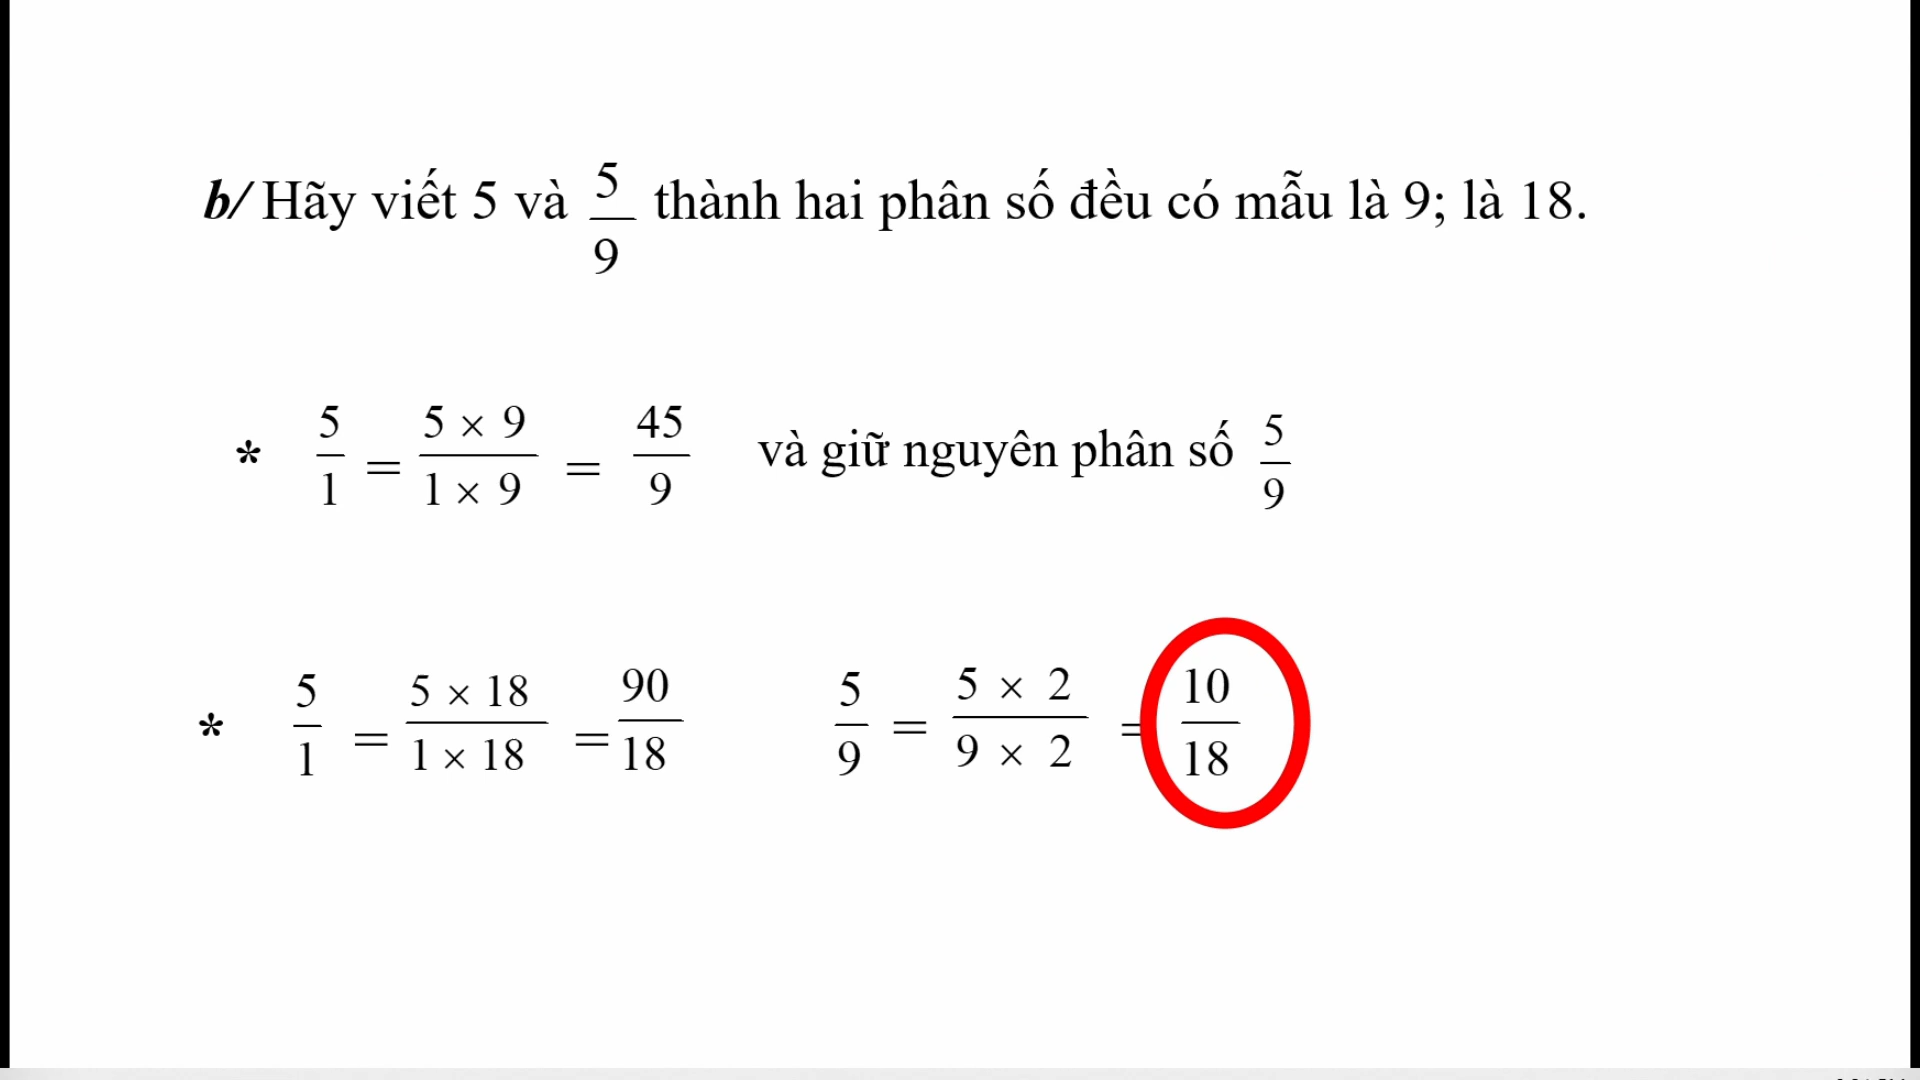 b/ Hãy viết 5 và 5/9 thành hai phân số đều có mẫu là 9; là 18.
* 5/1 = (5 × 9)/(1 × 9) = 45/9 và giữ nguyên phân số 5/9
* 5/1 = (5 × 18)/(1 × 18) = 90/18 5/9 = (5 × 2)/(9 × 2) = 10/18